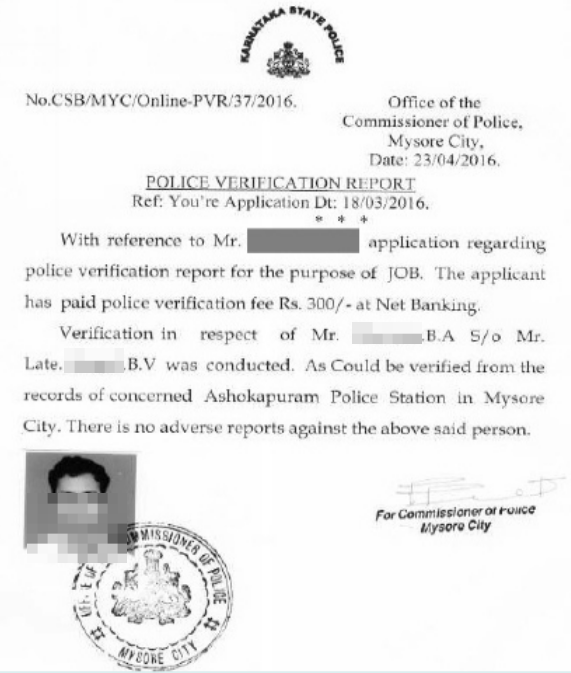 KARNATAKA STATE POLICE
No.CSB/MYC/Online-PVR/37/2016.
Office of the
Commissioner of Police,
Mysore City,
Date: 23/04/2016.
POLICE VERIFICATION REPORT
Ref: You're Application Dt: 18/03/2016.
* * *
With reference to Mr. application regarding
police verification report for the purpose of JOB. The applicant
has paid police verification fee Rs. 300/- at Net Banking.
Verification in respect of Mr. .B.A S/o Mr.
Late. .B.V was conducted. As Could be verified from the
records of concerned Ashokapuram Police Station in Mysore
City. There is no adverse reports against the above said person.
For Commissioner of Police
Mysore City
OFFICE OF COMMISSIONER OF POLICE
MYSORE CITY